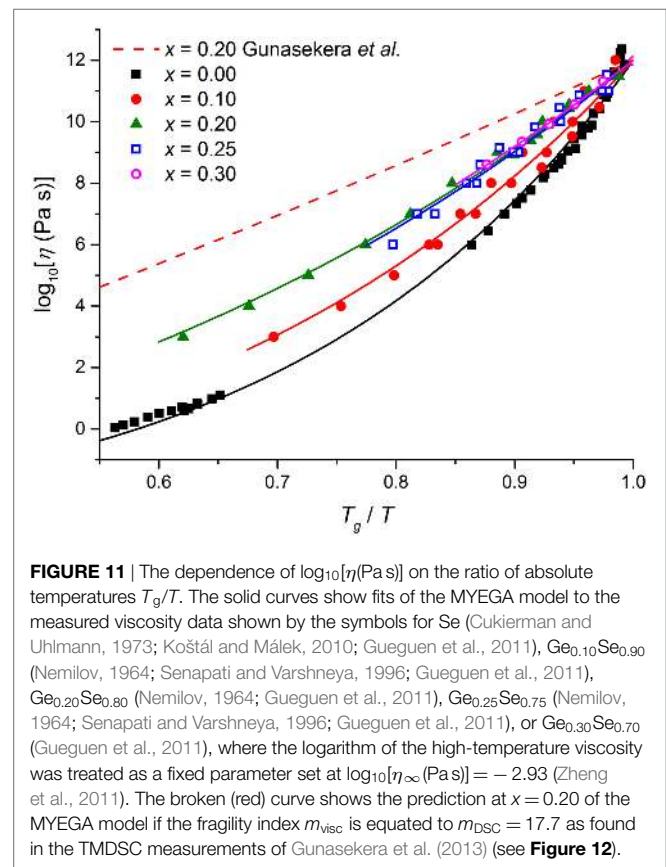 x = 0.20 Gunasekera et al.
x = 0.00
x = 0.10
x = 0.20
x = 0.25
x = 0.30
12
10
8
6
4
2
0
log₁₀[η (Pa s)]
0.6
0.7
0.8
0.9
1.0
T_g / T
FIGURE 11 | The dependence of log₁₀[η(Pa s)] on the ratio of absolute
temperatures T_g/T. The solid curves show fits of the MYEGA model to the
measured viscosity data shown by the symbols for Se (Cukierman and
Uhlmann, 1973; Koštál and Málek, 2010; Gueguen et al., 2011), Ge₀.₁₀Se₀.₉₀
(Nemilov, 1964; Senapati and Varshneya, 1996; Gueguen et al., 2011),
Ge₀.₂₀Se₀.₈₀ (Nemilov, 1964; Gueguen et al., 2011), Ge₀.₂₅Se₀.₇₅ (Nemilov,
1964; Senapati and Varshneya, 1996; Gueguen et al., 2011), or Ge₀.₃₀Se₀.₇₀
(Gueguen et al., 2011), where the logarithm of the high-temperature viscosity
was treated as a fixed parameter set at log₁₀[η∞(Pa s)] = − 2.93 (Zheng
et al., 2011). The broken (red) curve shows the prediction at x = 0.20 of the
MYEGA model if the fragility index m_visc is equated to m_DSC = 17.7 as found
in the TMDSC measurements of Gunasekera et al. (2013) (see Figure 12).